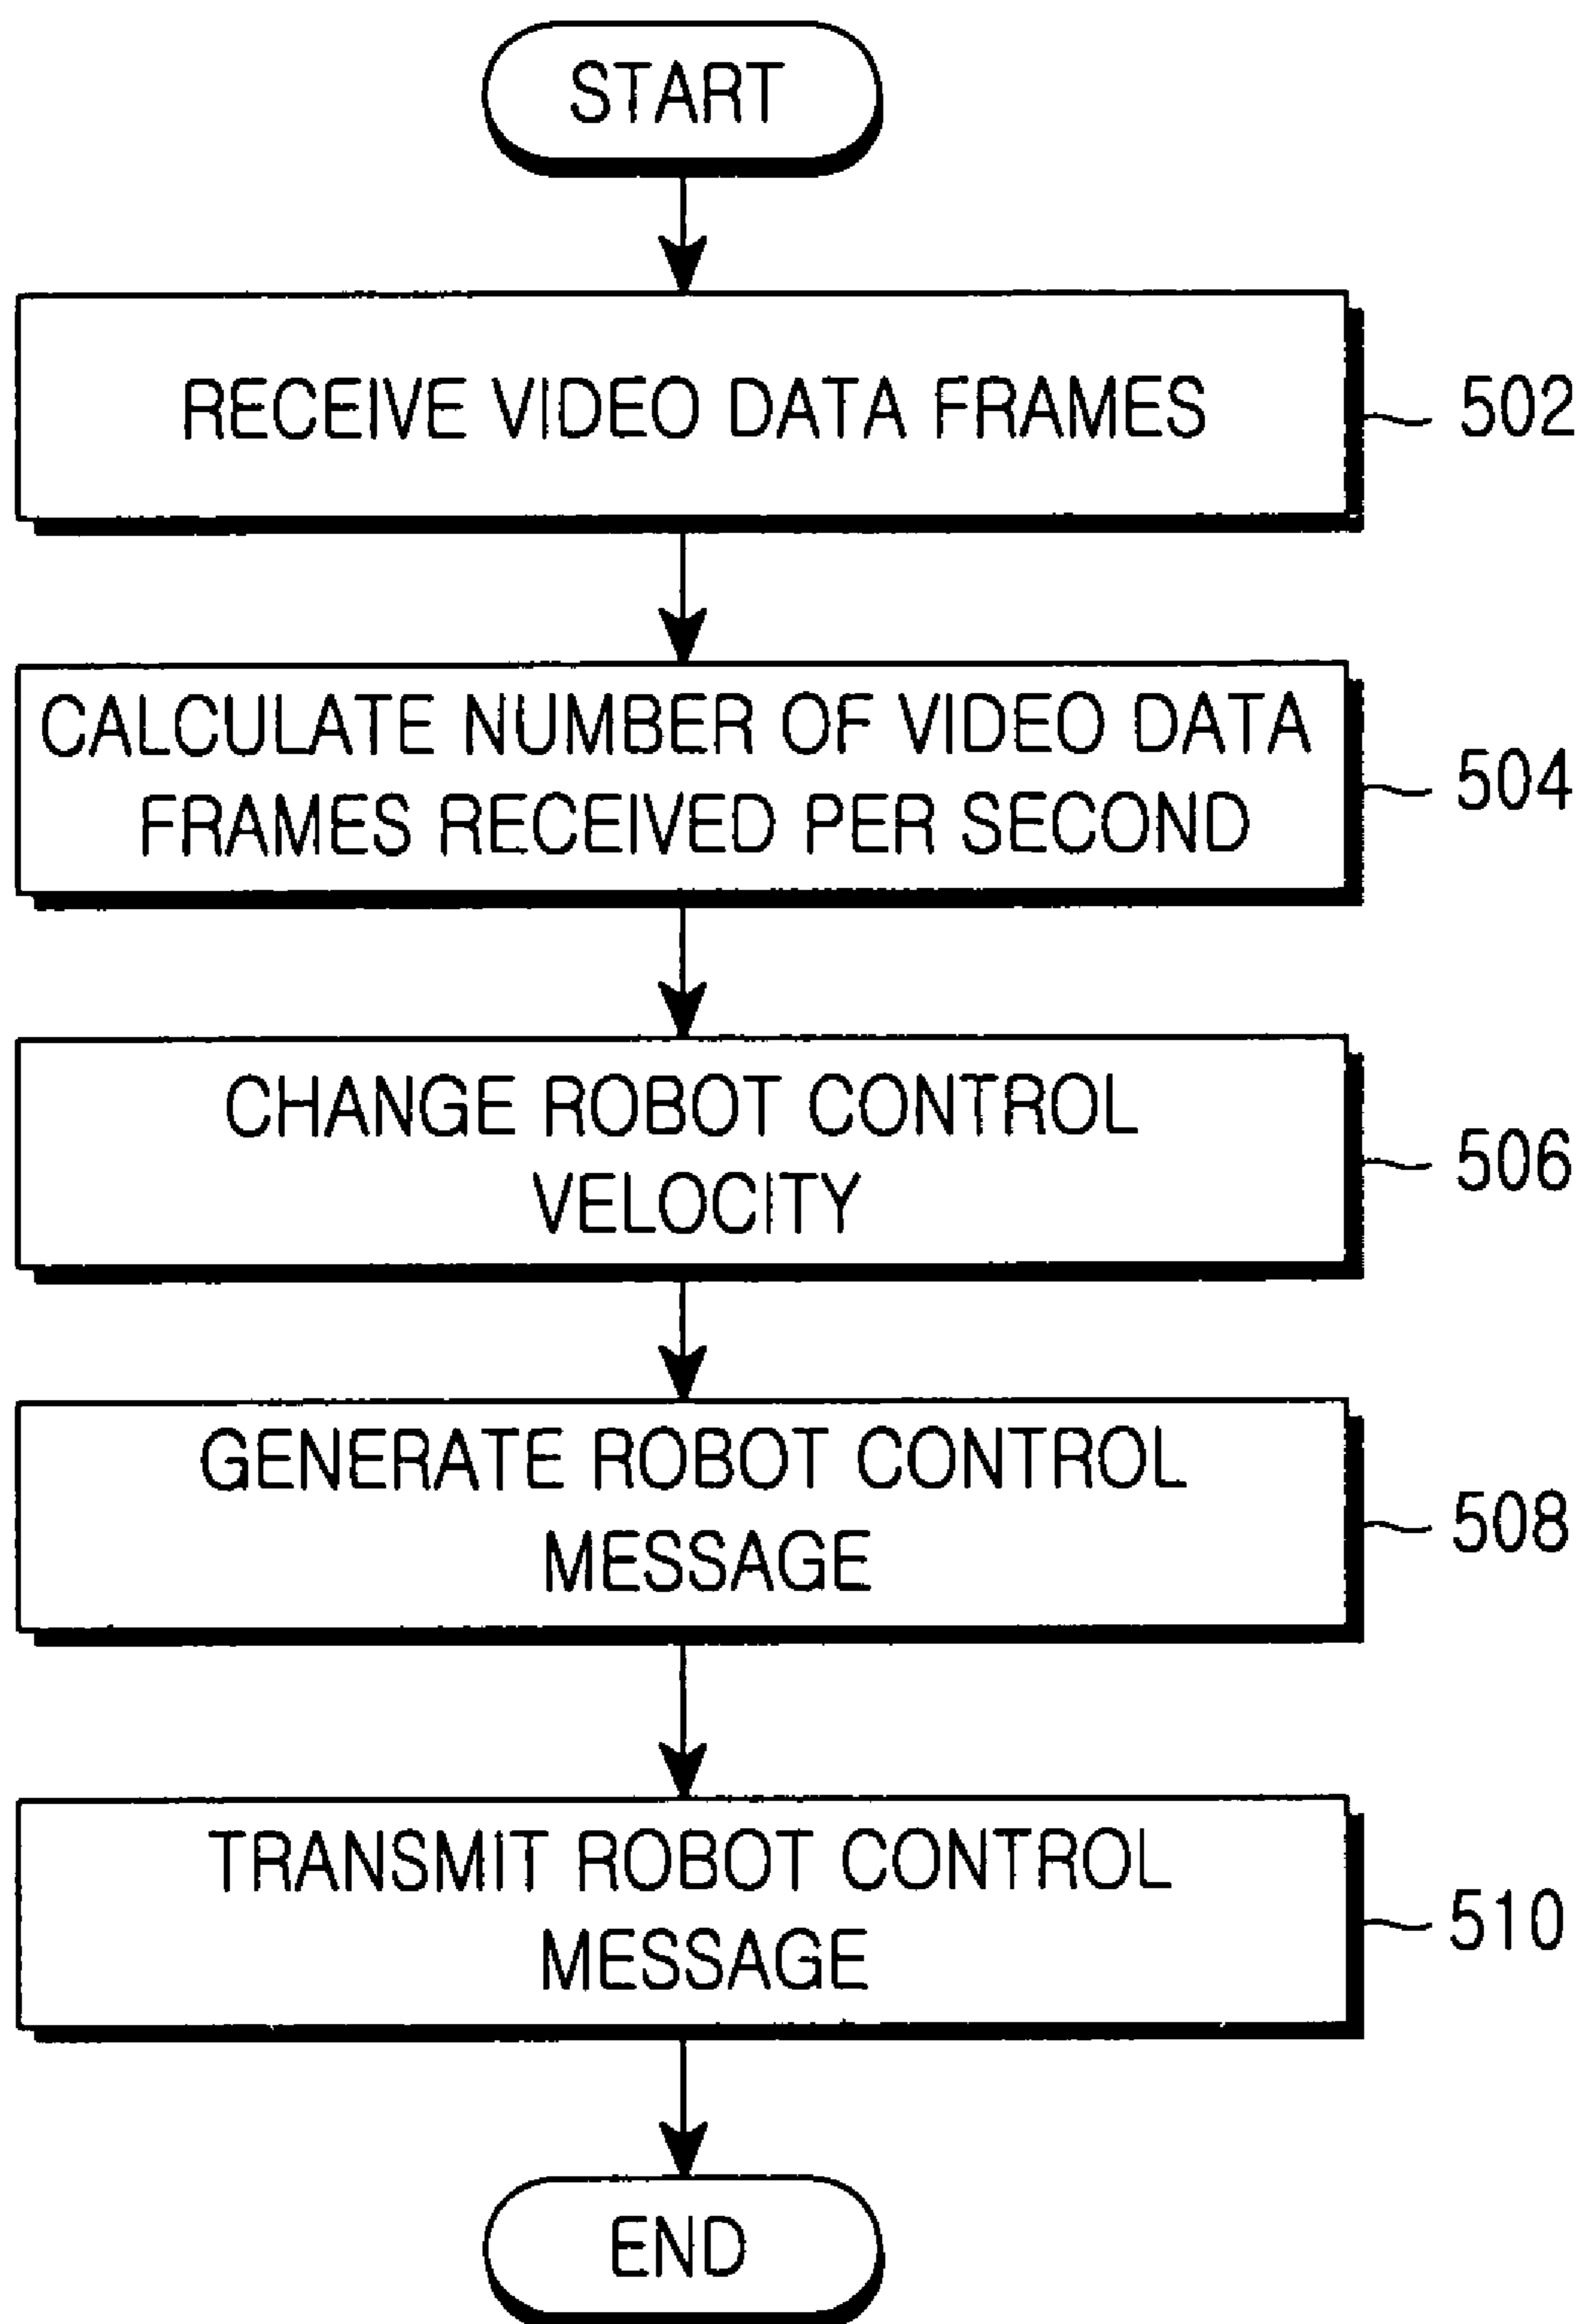 START
RECEIVE VIDEO DATA FRAMES
502
CALCULATE NUMBER OF VIDEO DATA
FRAMES RECEIVED PER SECOND
504
CHANGE ROBOT CONTROL
VELOCITY
506
GENERATE ROBOT CONTROL
MESSAGE
508
TRANSMIT ROBOT CONTROL
MESSAGE
510
END